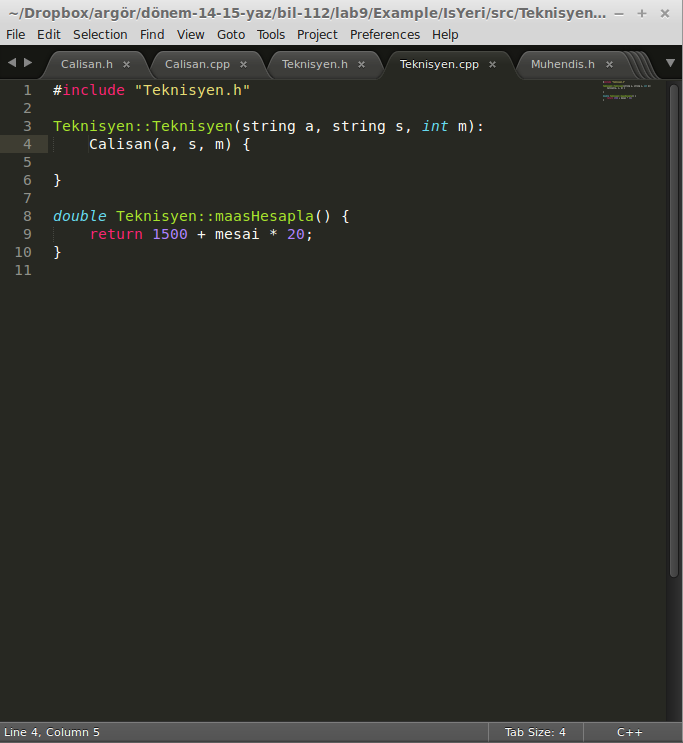 ~/Dropbox/argör/dönem-14-15-yaz/bil-112/lab9/Example/IsYeri/src/Teknisyen...
File Edit Selection Find View Goto Tools Project Preferences Help
Calisan.h Calisan.cpp Teknisyen.h Teknisyen.cpp Muhendis.h
1 #include "Teknisyen.h"
2
3 Teknisyen::Teknisyen(string a, string s, int m):
4 Calisan(a, s, m) {
5
6 }
7
8 double Teknisyen::maasHesapla() {
9 return 1500 + mesai * 20;
10 }
11
Line 4, Column 5 Tab Size: 4 C++